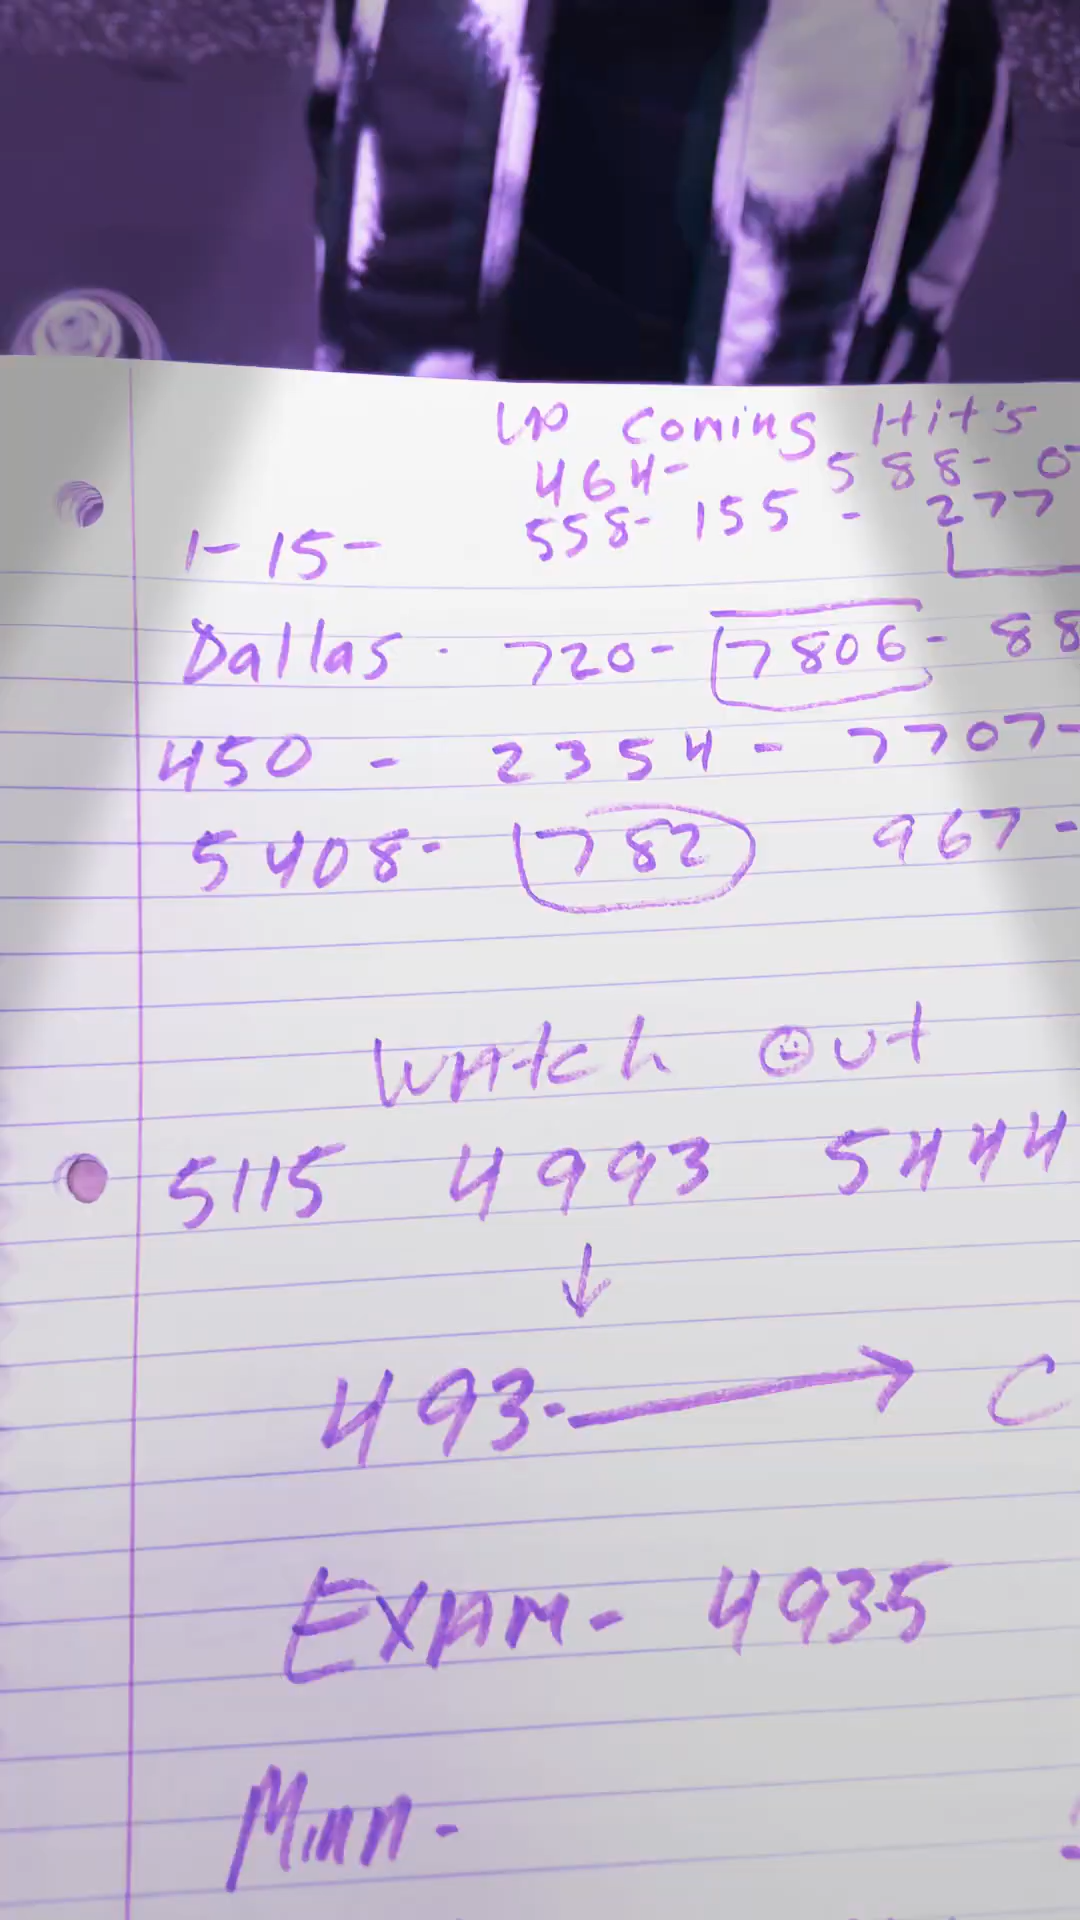 Up Coming Hit's
464- 588- 0
1-15- 558- 155 - 277
Dallas - 720- 7806- 88
450 - 2354 - 7707-
5408- 782 967-
Watch Out
5115 4993 5444
↓
493- → C
Exam- 4935
Minn-